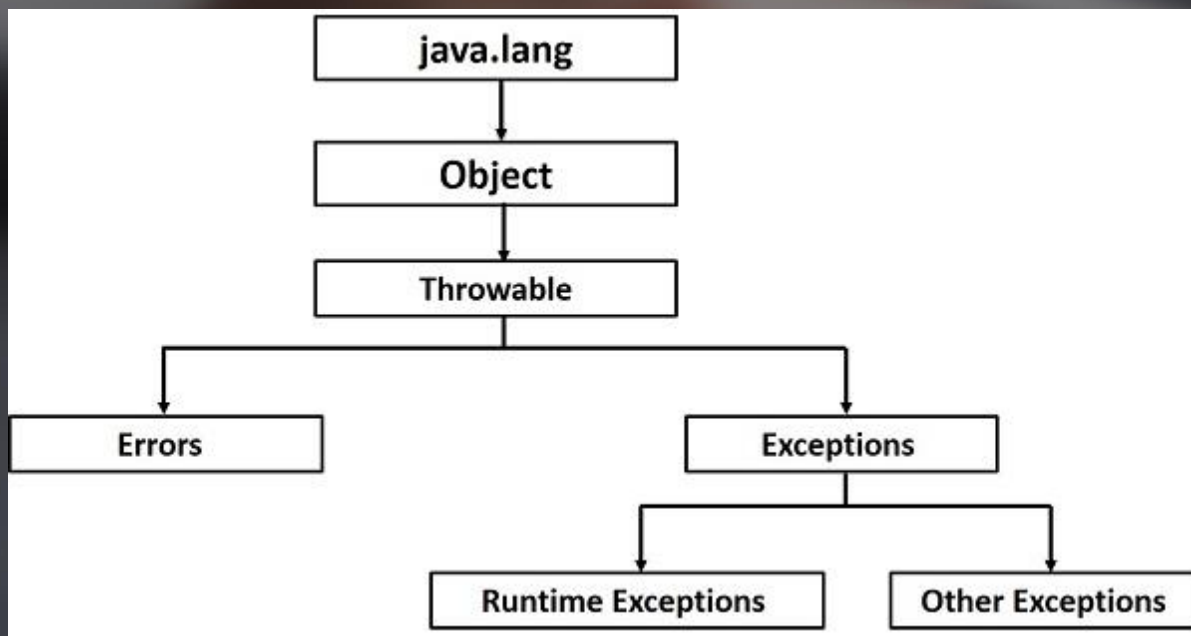 java.lang
Object
Throwable
Errors
Exceptions
Runtime Exceptions
Other Exceptions